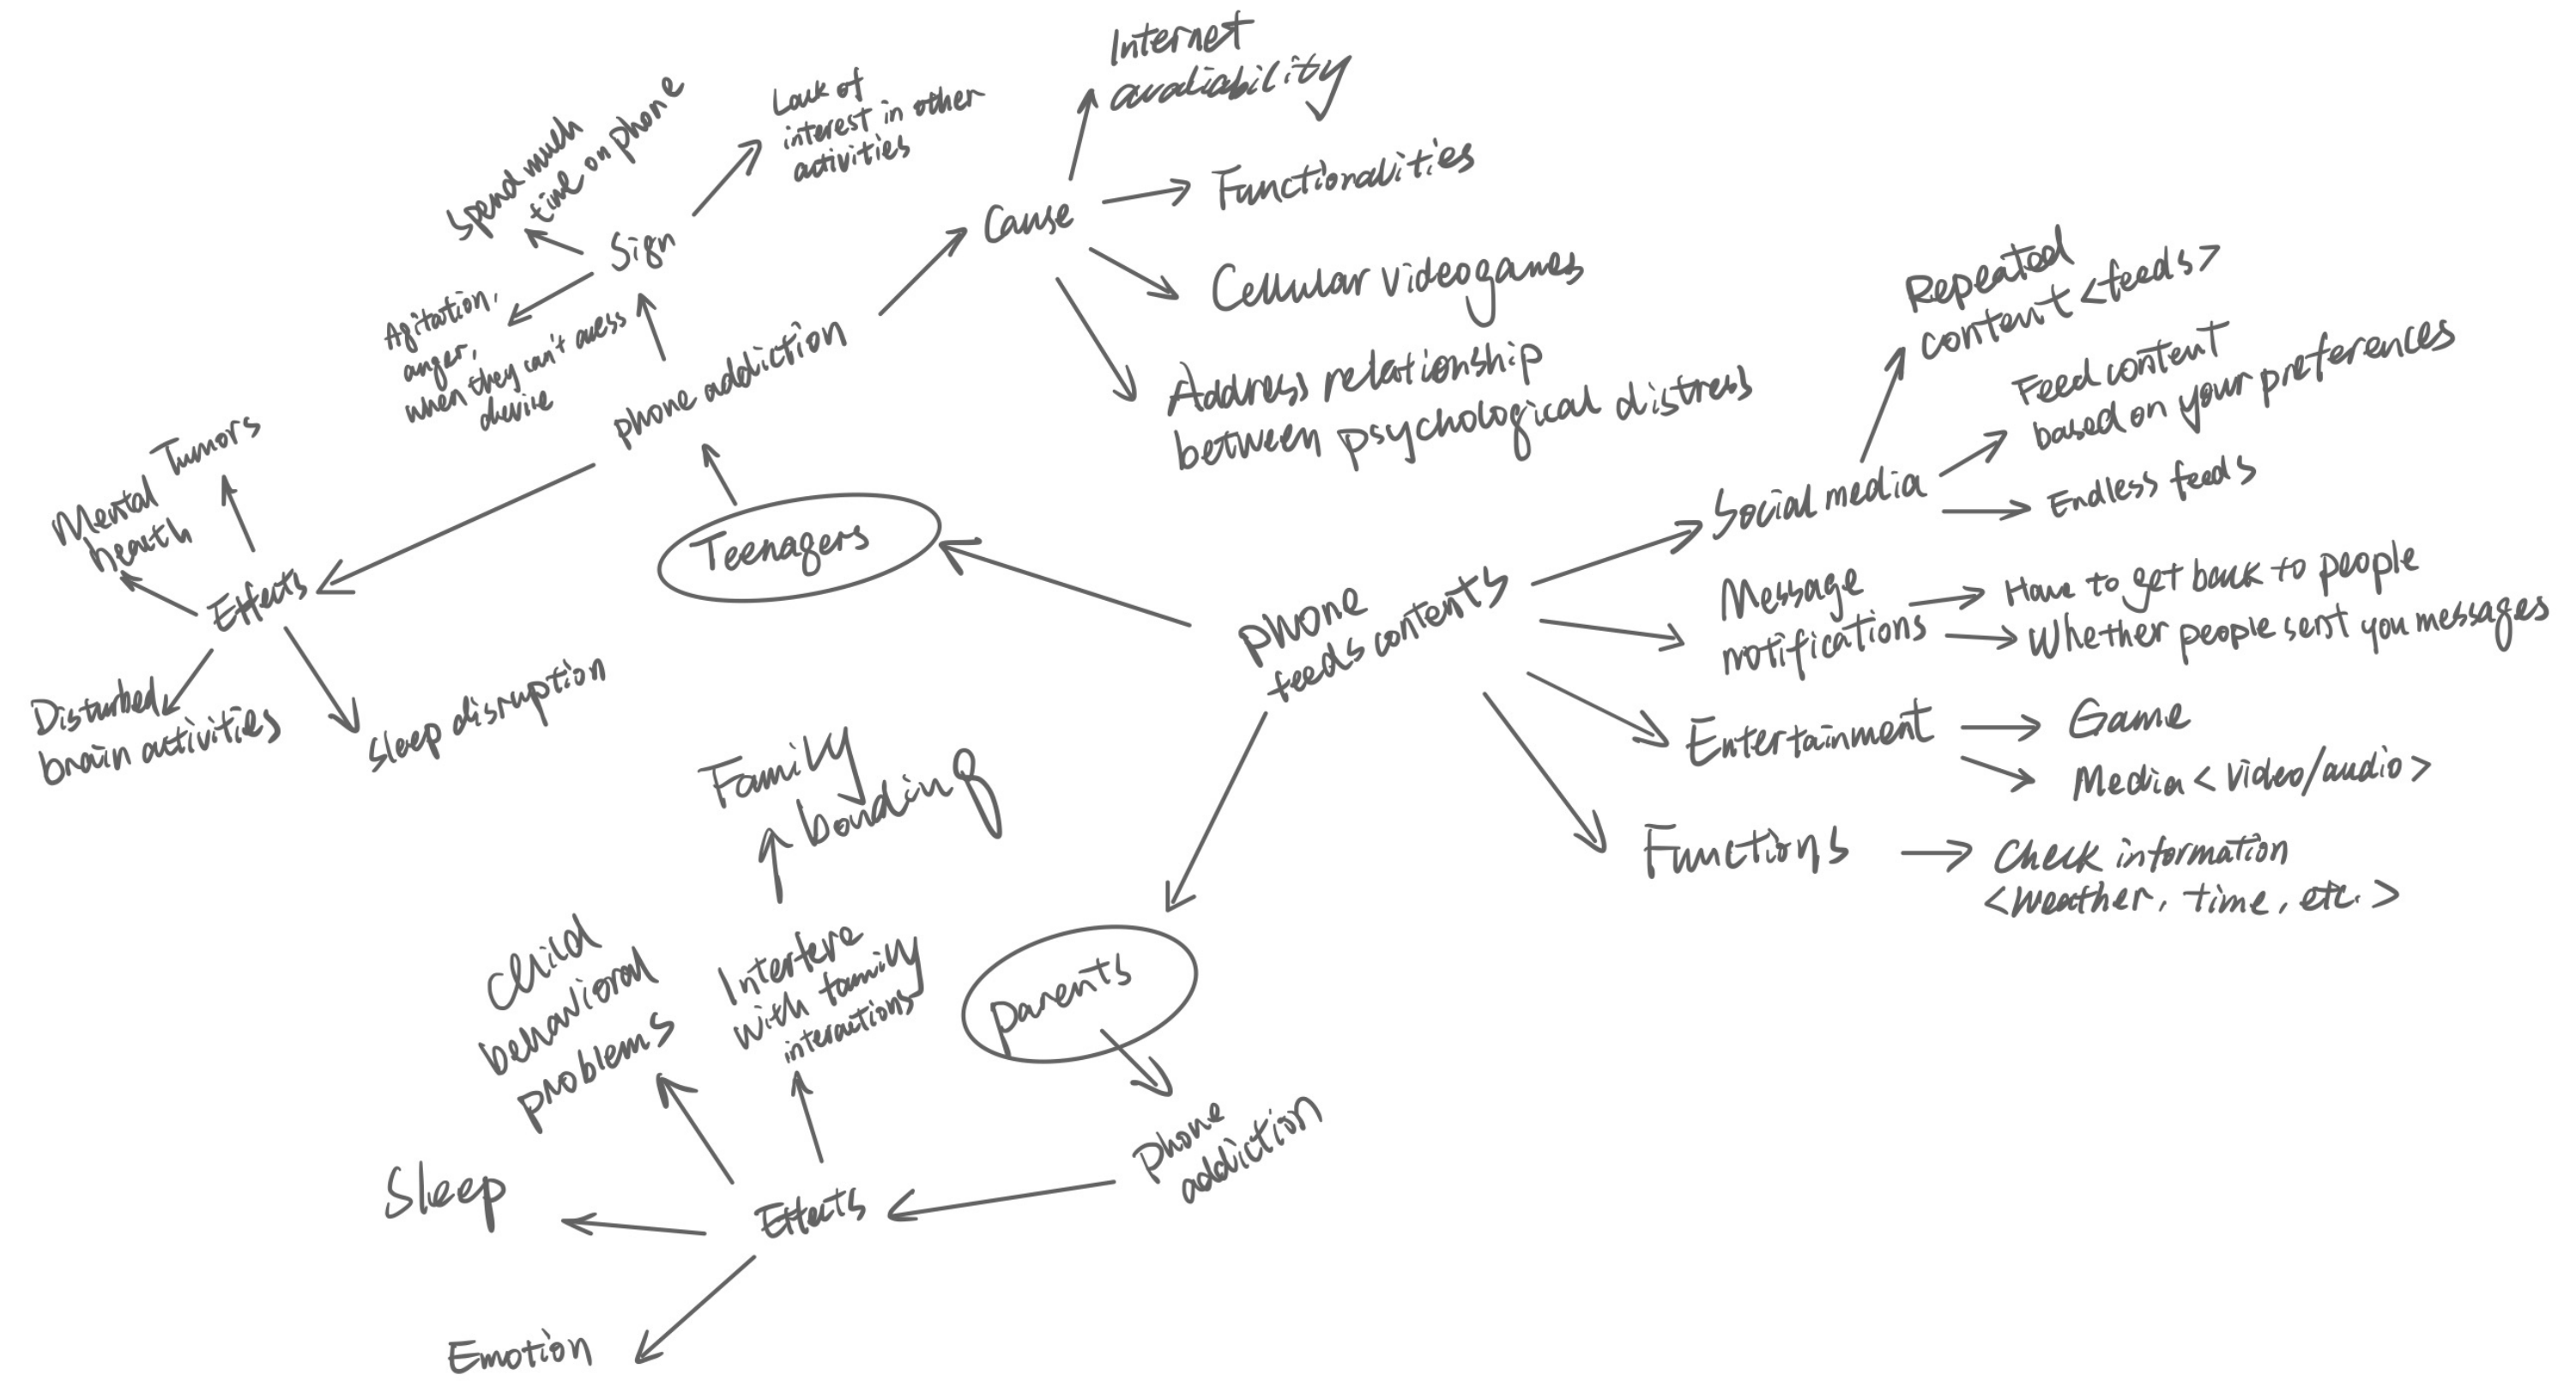 Internet
avaliability
Functionalities
Cellular videogames
Address relationship
between psychological distress
Cause
Lack of
interest in other
activities
Spend much
time on phone
Sign
Agitation,
anger,
when they can't access
device
phone addiction
Teenagers
Tumors
Mental
health
Effects
Disturbed
brain activities
Sleep disruption
phone
feeds contents
Social media
Repeated
content <feeds>
Feed content
based on your preferences
Endless feeds
Message
notifications
Have to get back to people
Whether people sent you messages
Entertainment
Game
Media <video/audio>
Functions
Check information
<weather, time, etc.>
parents
phone
addiction
Effects
Family
bonding
Interfere
with family
interactions
Child
behavioral
problems
Sleep
Emotion